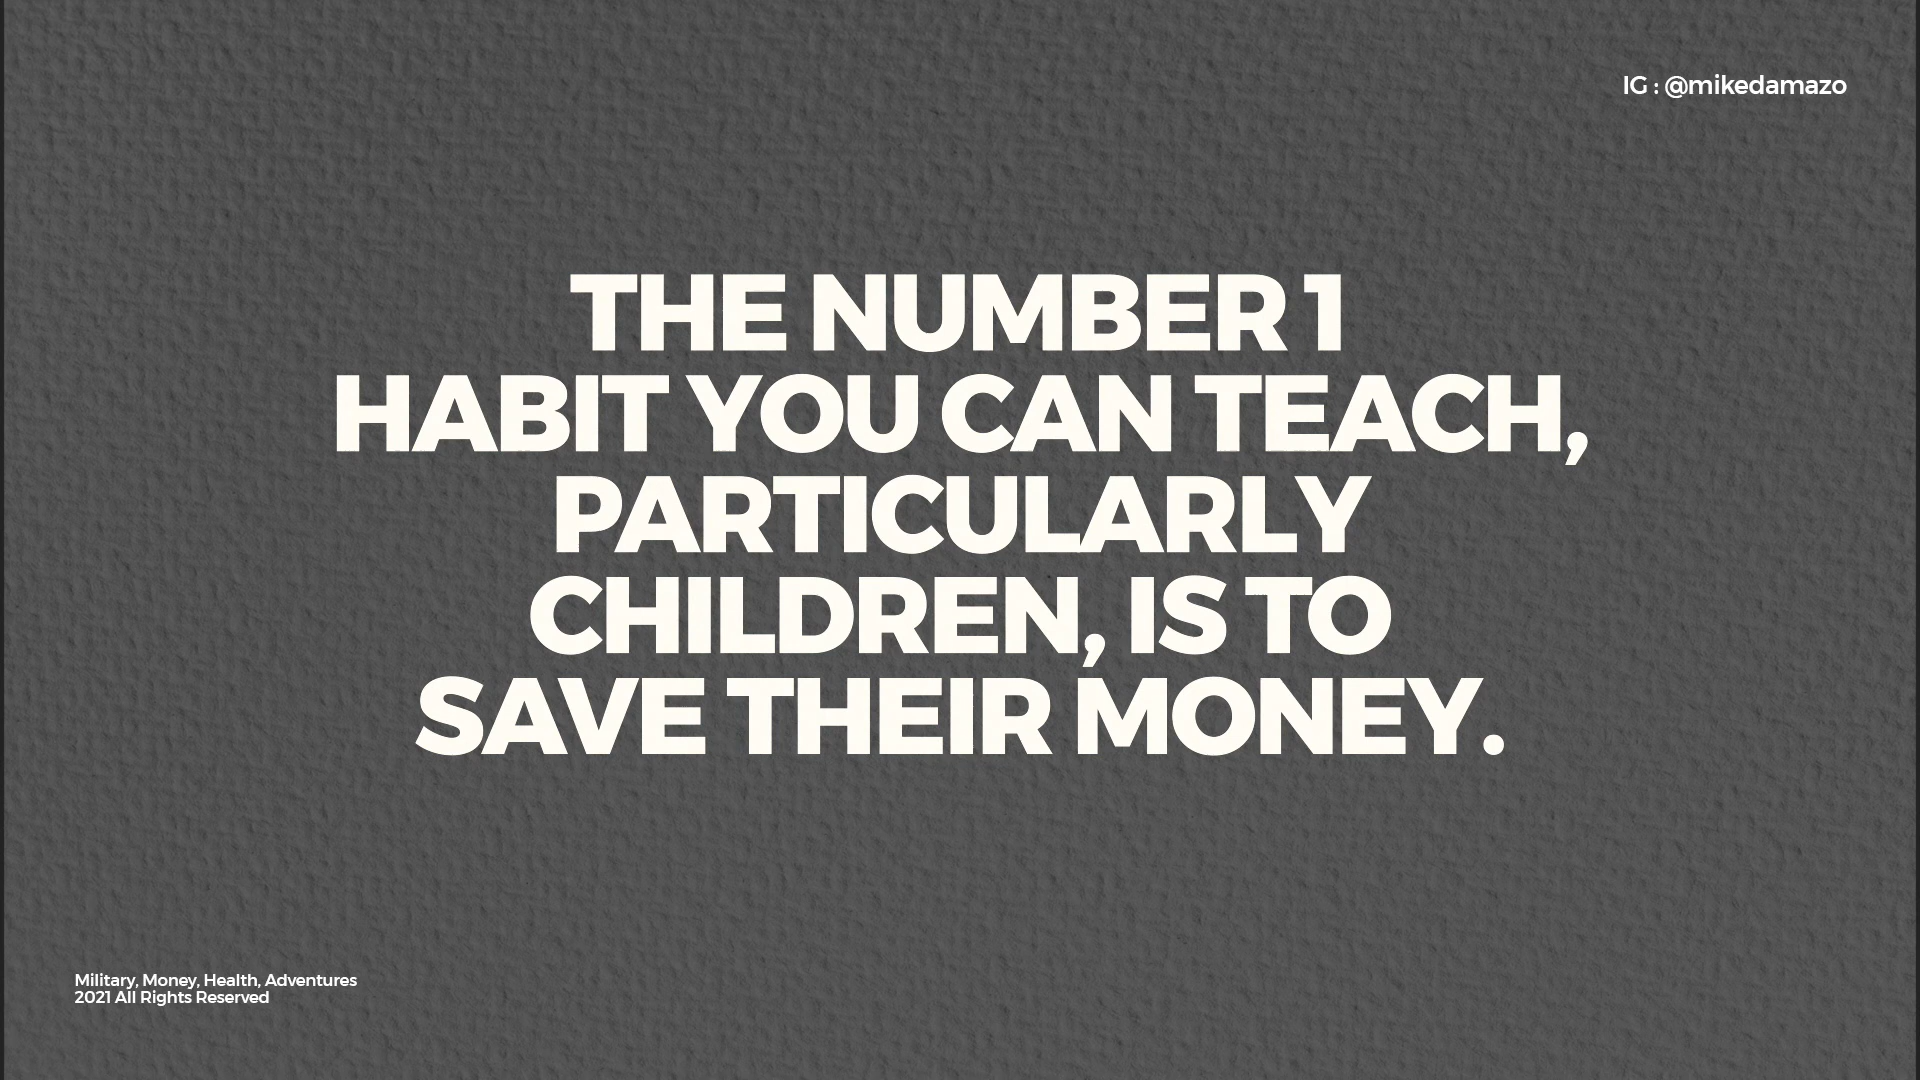 IG : @mikedamazo
THE NUMBER 1
HABIT YOU CAN TEACH,
PARTICULARLY
CHILDREN, IS TO
SAVE THEIR MONEY.
Military, Money, Health, Adventures
2021 All Rights Reserved